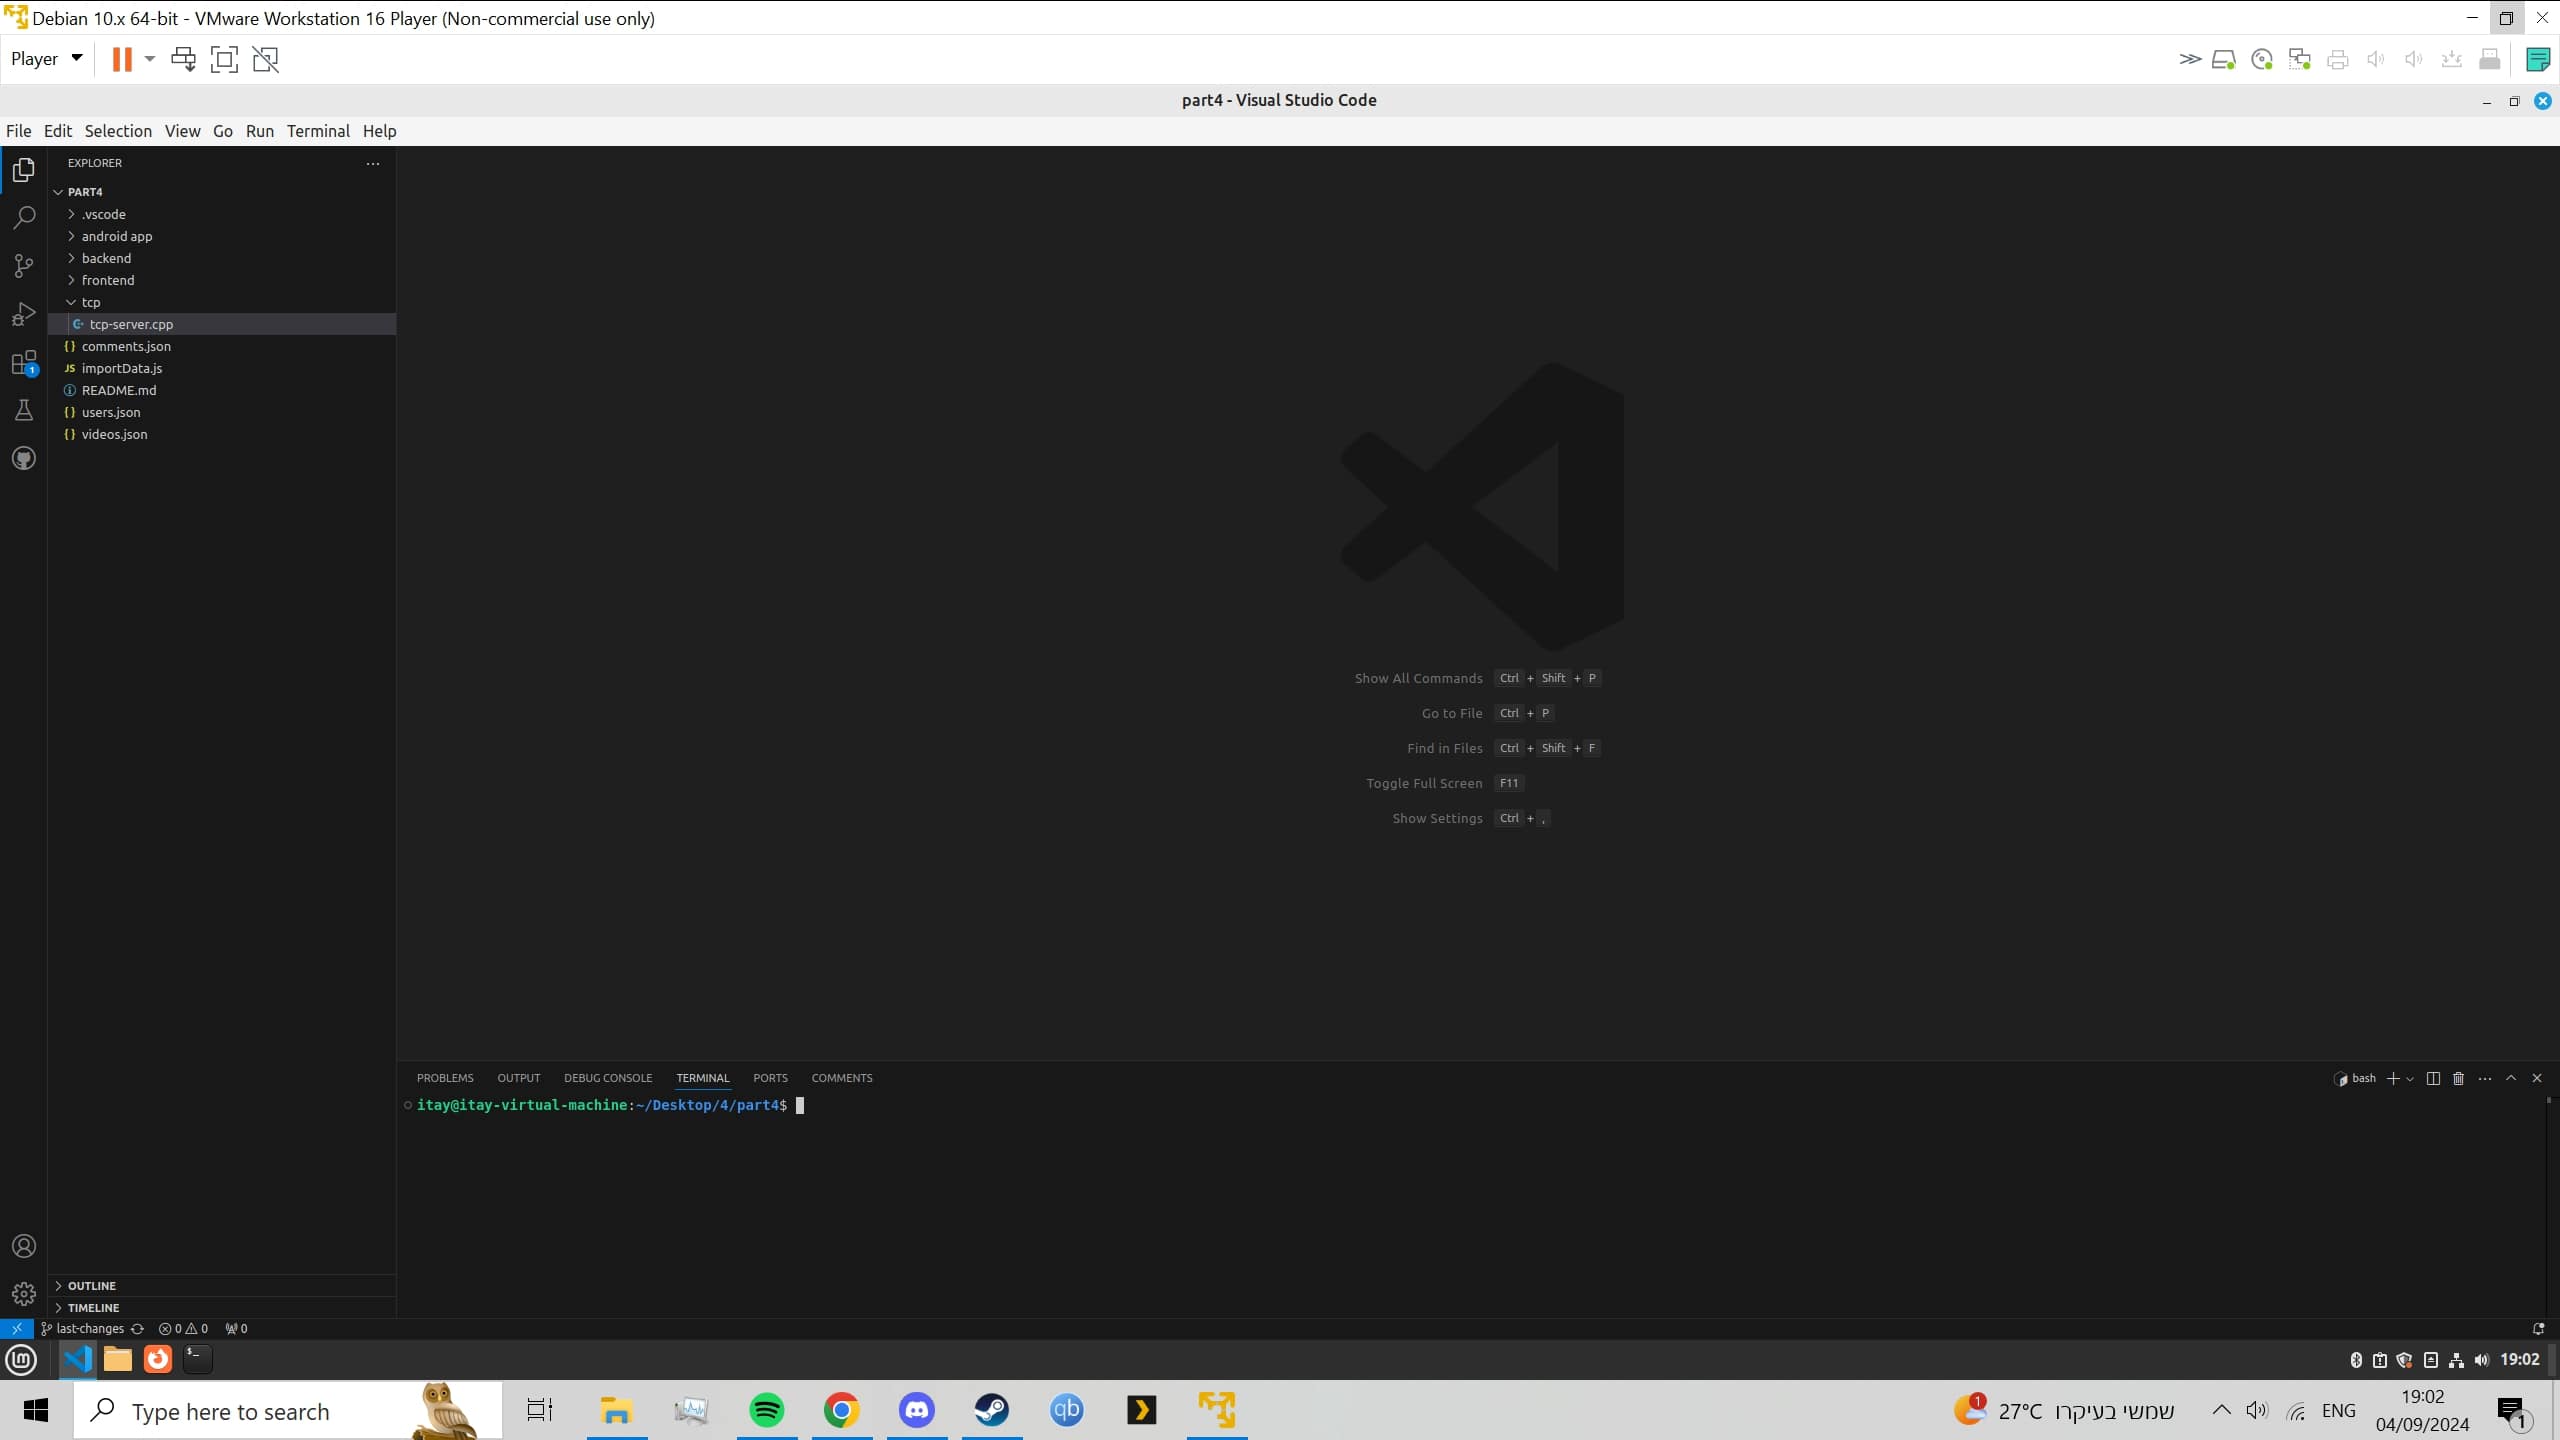 Debian 10.x 64-bit - VMware Workstation 16 Player (Non-commercial use only)
Player
part4 - Visual Studio Code
File Edit Selection View Go Run Terminal Help
EXPLORER
PART4
.vscode
android app
backend
frontend
tcp
tcp-server.cpp
comments.json
JS importData.js
README.md
users.json
videos.json
1
Show All Commands Ctrl + Shift + P
Go to File Ctrl + P
Find in Files Ctrl + Shift + F
Toggle Full Screen F11
Show Settings Ctrl + ,
PROBLEMS OUTPUT DEBUG CONSOLE TERMINAL PORTS COMMENTS
bash
itay@itay-virtual-machine:~/Desktop/4/part4$
OUTLINE
TIMELINE
last-changes 0 0 0
19:02
Type here to search
qb
1
27°C שמשי בעיקרו
ENG
19:02
04/09/2024
1